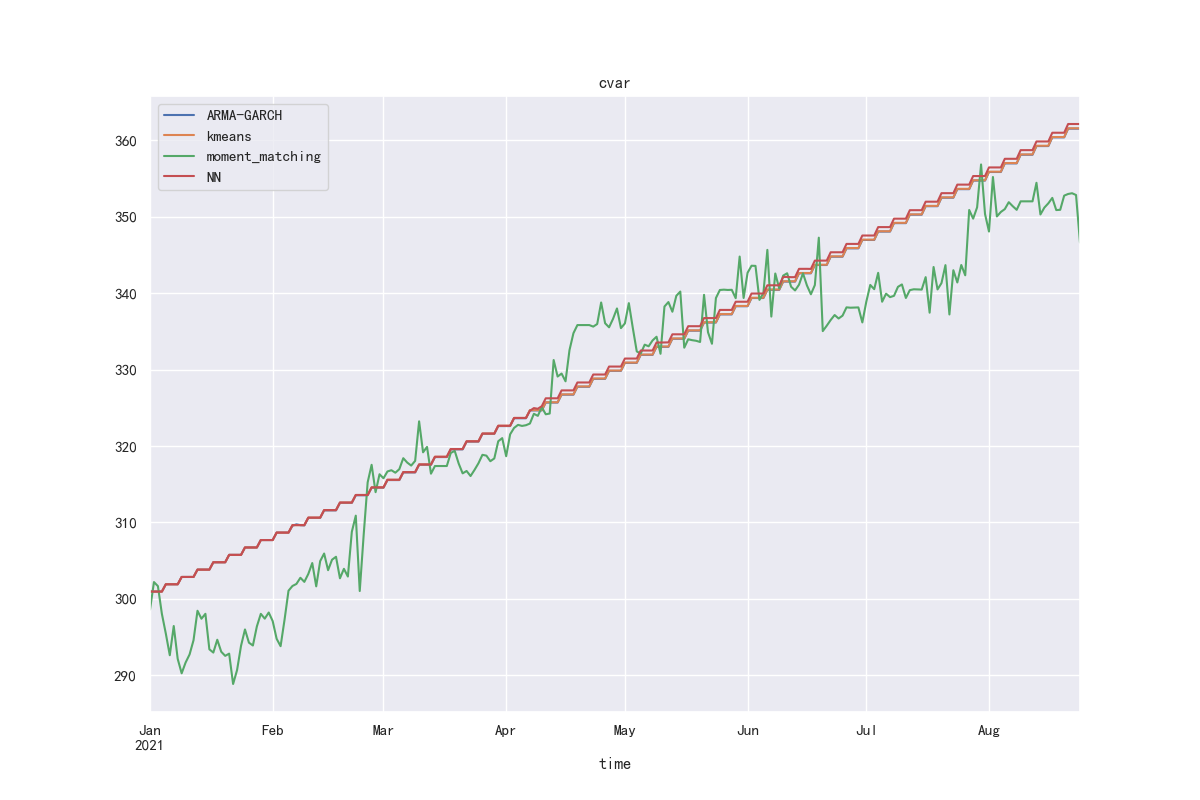 cvar
ARMA-GARCH
kmeans
moment_matching
NN
360
350
340
330
320
310
300
290
Jan Feb Mar Apr May Jun Jul Aug
2021
time